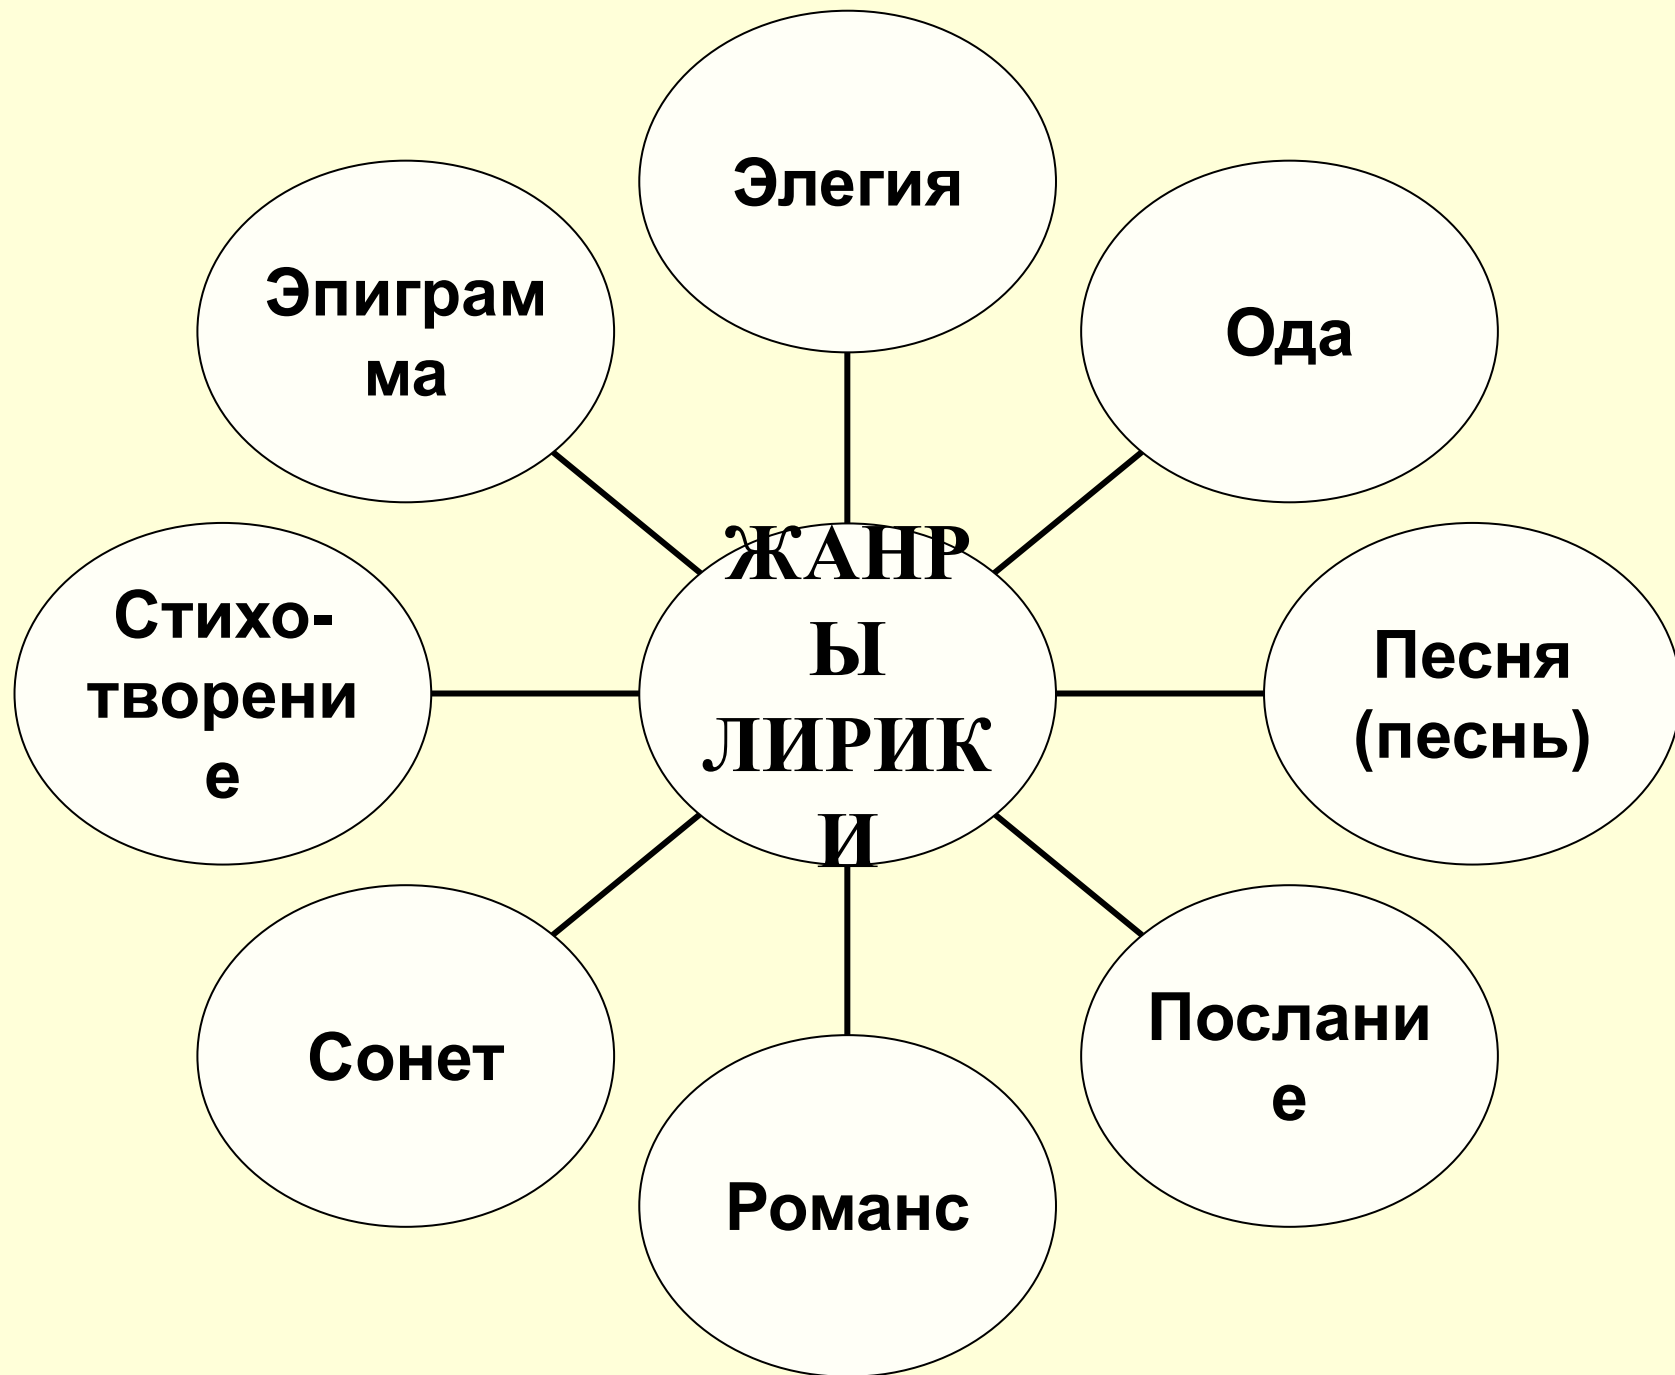 Элегия
Эпиграм
ма
Ода
ЖАНР
Ы
ЛИРИК
И
Стихо-
творени
е
Песня
(песнь)
Сонет
Послани
е
Романс